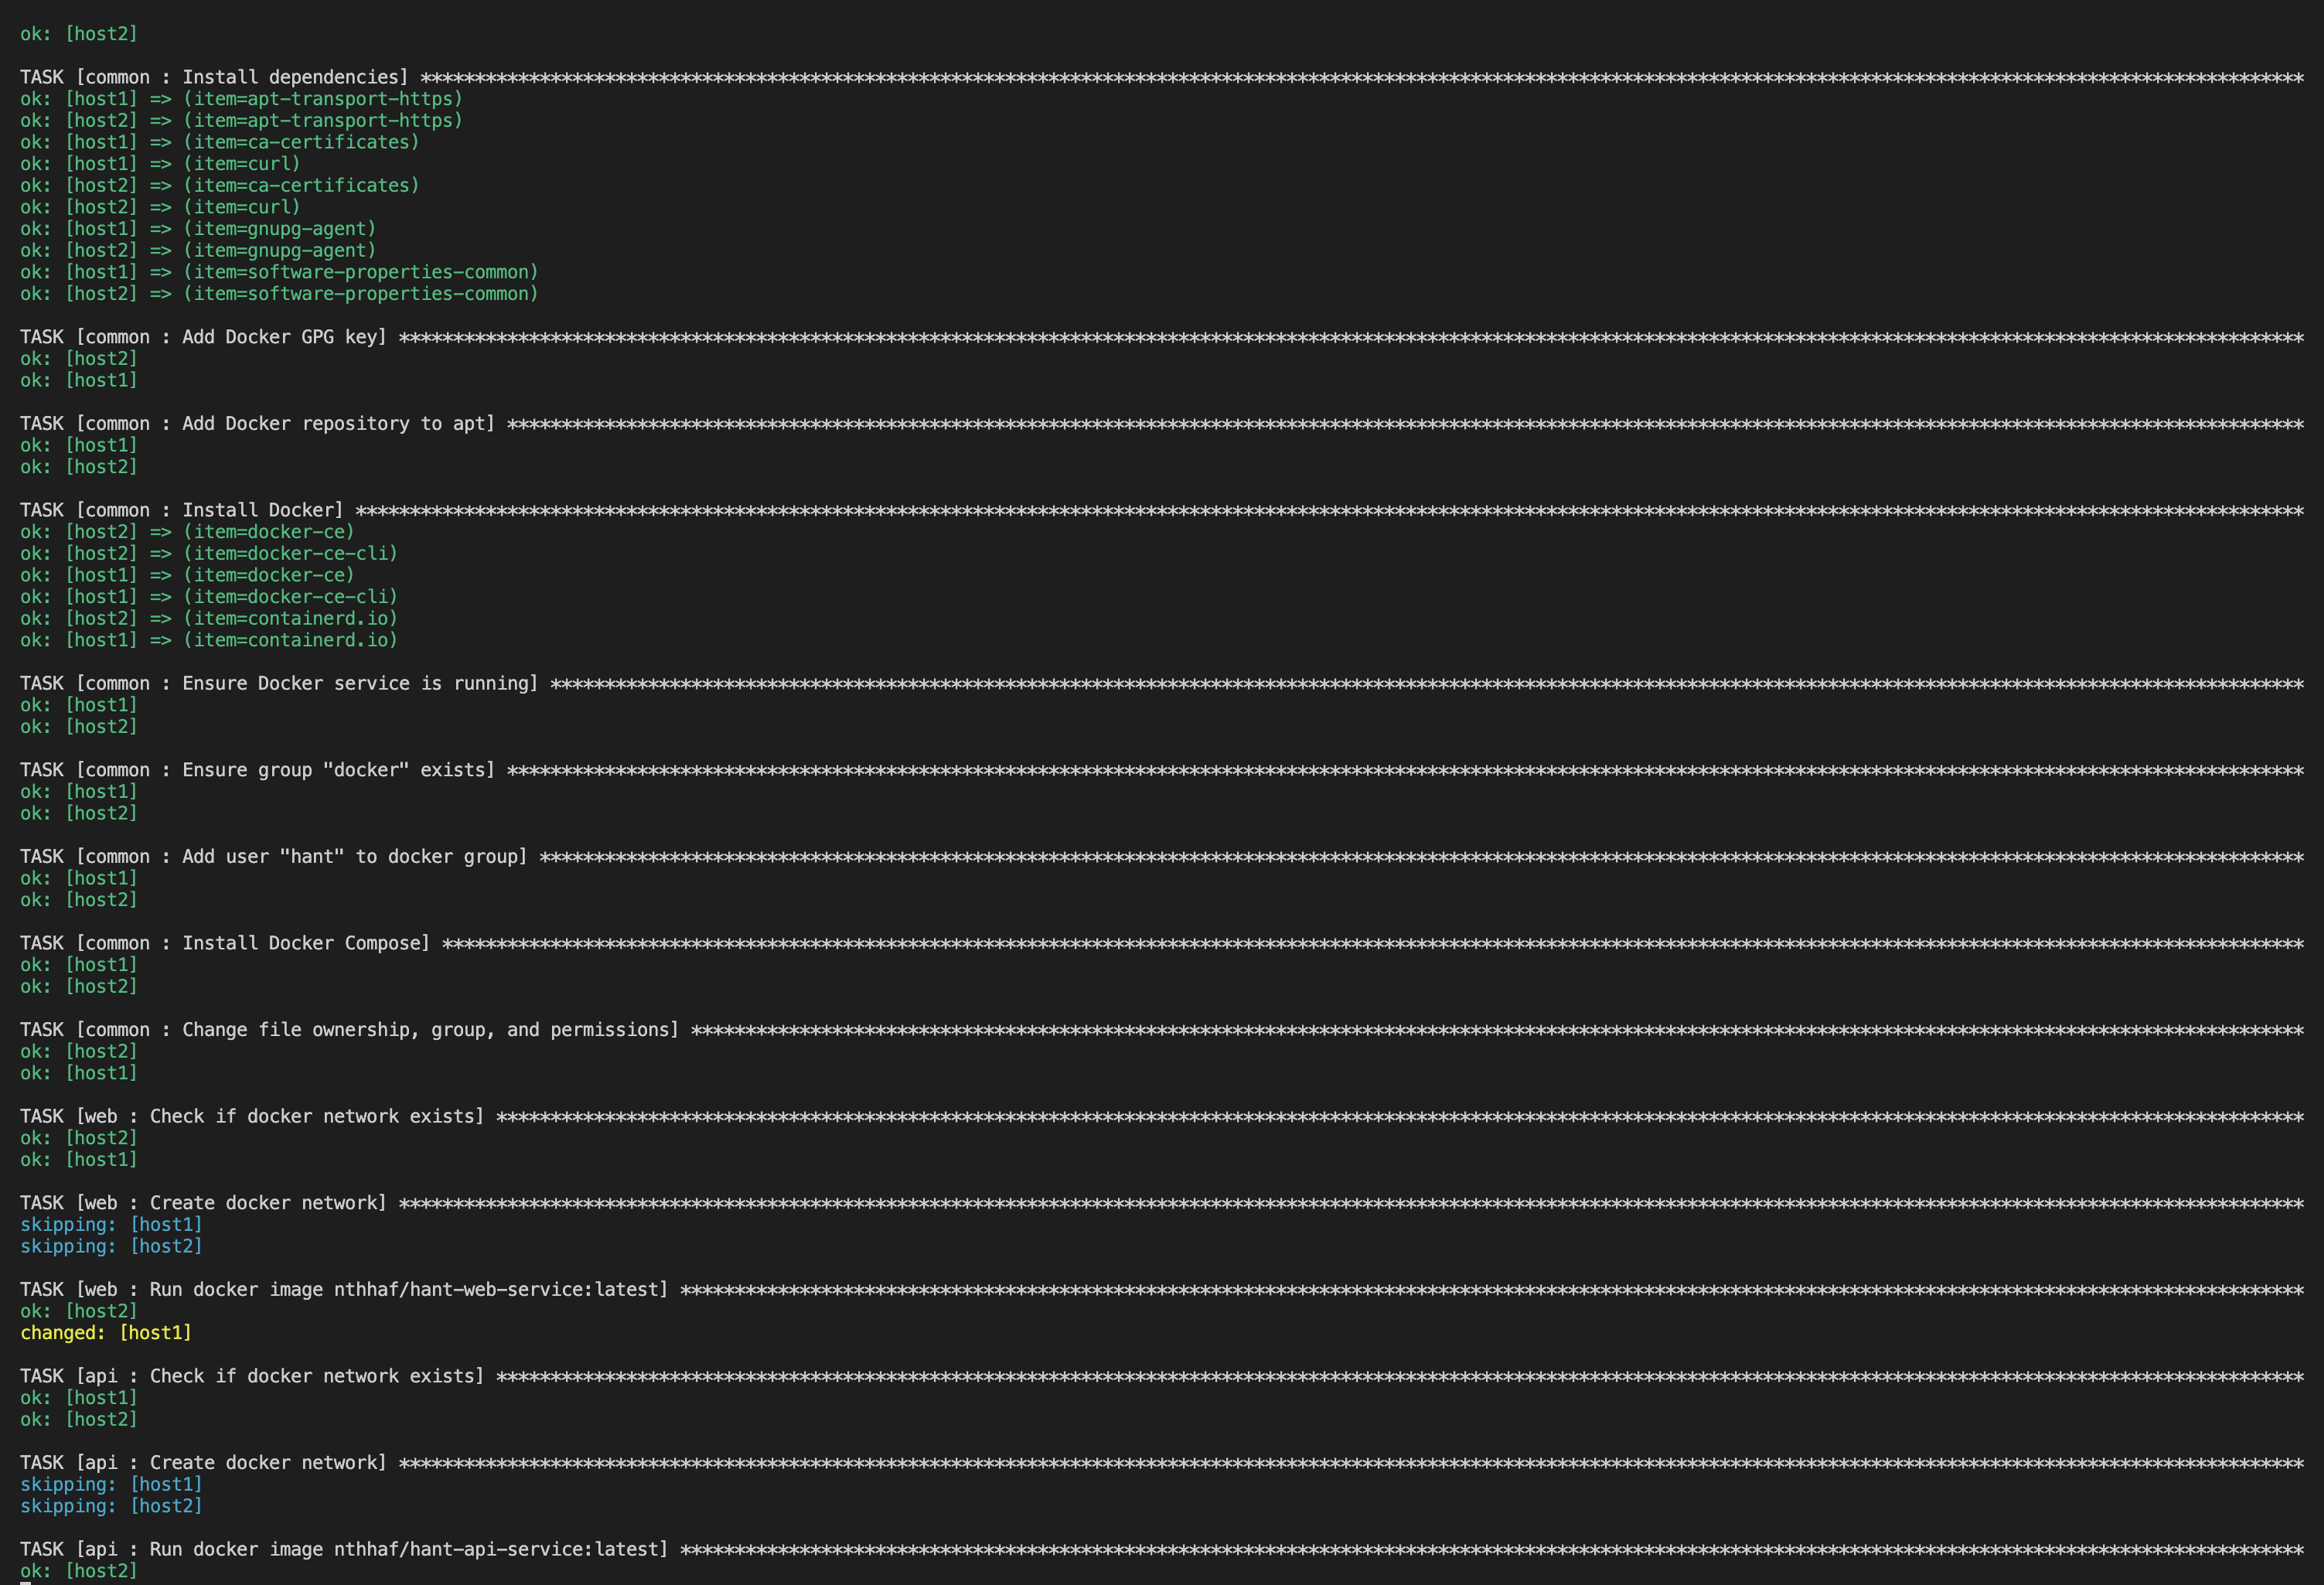 ok: [host2]
TASK [common : Install dependencies] ******************************************************************************************************************************************************************************
ok: [host1] => (item=apt-transport-https)
ok: [host2] => (item=apt-transport-https)
ok: [host1] => (item=ca-certificates)
ok: [host1] => (item=curl)
ok: [host2] => (item=ca-certificates)
ok: [host2] => (item=curl)
ok: [host1] => (item=gnupg-agent)
ok: [host2] => (item=gnupg-agent)
ok: [host1] => (item=software-properties-common)
ok: [host2] => (item=software-properties-common)
TASK [common : Add Docker GPG key] ********************************************************************************************************************************************************************************
ok: [host2]
ok: [host1]
TASK [common : Add Docker repository to apt] **********************************************************************************************************************************************************************
ok: [host1]
ok: [host2]
TASK [common : Install Docker] ************************************************************************************************************************************************************************************
ok: [host2] => (item=docker-ce)
ok: [host2] => (item=docker-ce-cli)
ok: [host1] => (item=docker-ce)
ok: [host1] => (item=docker-ce-cli)
ok: [host2] => (item=containerd.io)
ok: [host1] => (item=containerd.io)
TASK [common : Ensure Docker service is running] ******************************************************************************************************************************************************************
ok: [host1]
ok: [host2]
TASK [common : Ensure group "docker" exists] **********************************************************************************************************************************************************************
ok: [host1]
ok: [host2]
TASK [common : Add user "hant" to docker group] *******************************************************************************************************************************************************************
ok: [host1]
ok: [host2]
TASK [common : Install Docker Compose] ****************************************************************************************************************************************************************************
ok: [host1]
ok: [host2]
TASK [common : Change file ownership, group, and permissions] *****************************************************************************************************************************************************
ok: [host2]
ok: [host1]
TASK [web : Check if docker network exists] ***********************************************************************************************************************************************************************
ok: [host2]
ok: [host1]
TASK [web : Create docker network] ********************************************************************************************************************************************************************************
skipping: [host1]
skipping: [host2]
TASK [web : Run docker image nthhaf/hant-web-service:latest] ******************************************************************************************************************************************************
ok: [host2]
changed: [host1]
TASK [api : Check if docker network exists] ***********************************************************************************************************************************************************************
ok: [host1]
ok: [host2]
TASK [api : Create docker network] ********************************************************************************************************************************************************************************
skipping: [host1]
skipping: [host2]
TASK [api : Run docker image nthhaf/hant-api-service:latest] ******************************************************************************************************************************************************
ok: [host2]